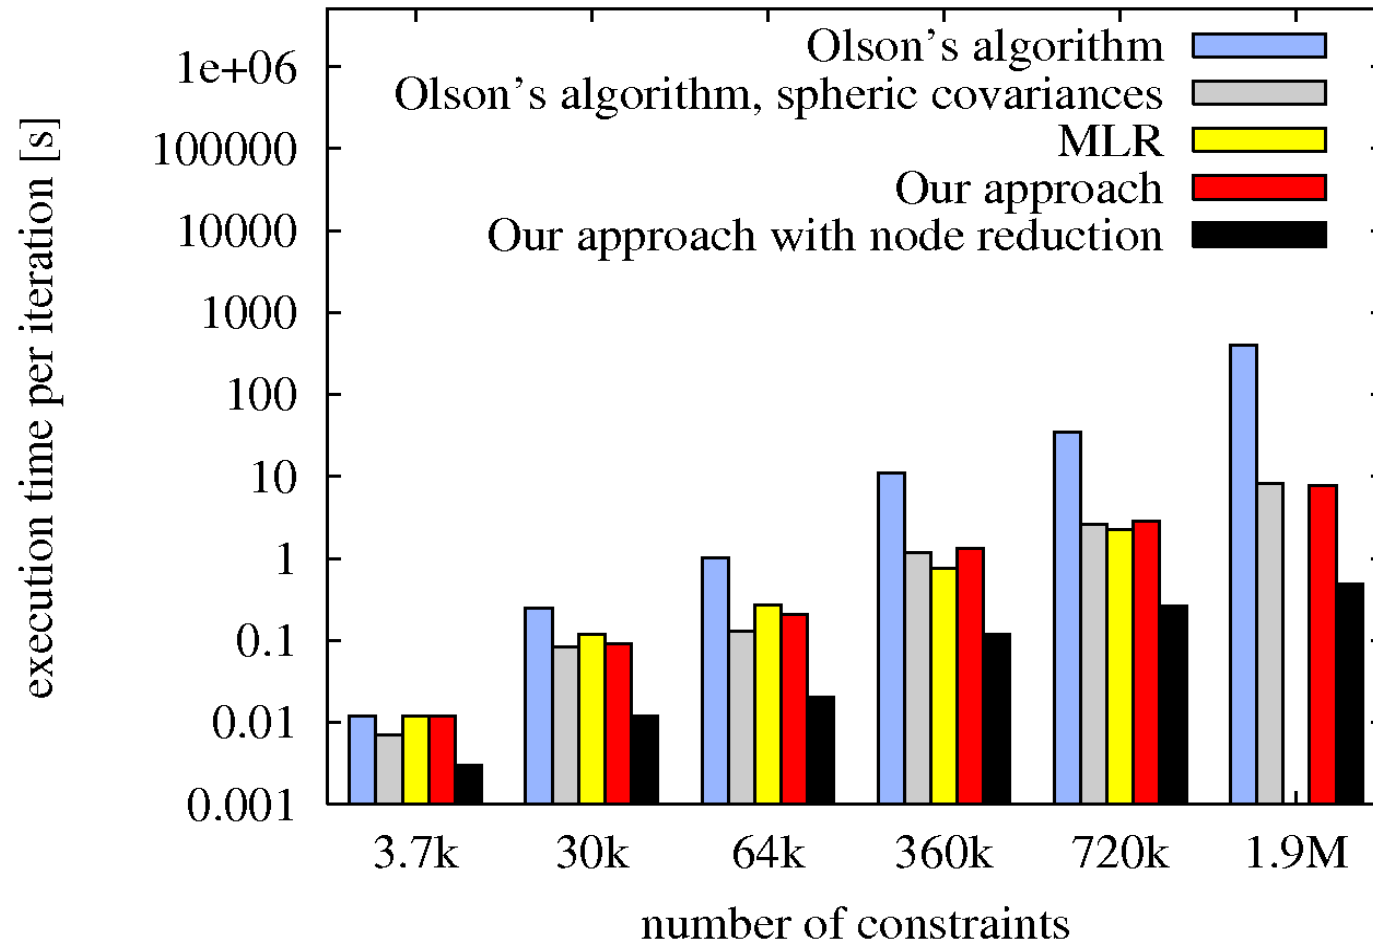 Olson's algorithm
Olson's algorithm, spheric covariances
MLR
Our approach
Our approach with node reduction
execution time per iteration [s]
1e+06
100000
10000
1000
100
10
1
0.1
0.01
0.001
3.7k 30k 64k 360k 720k 1.9M
number of constraints